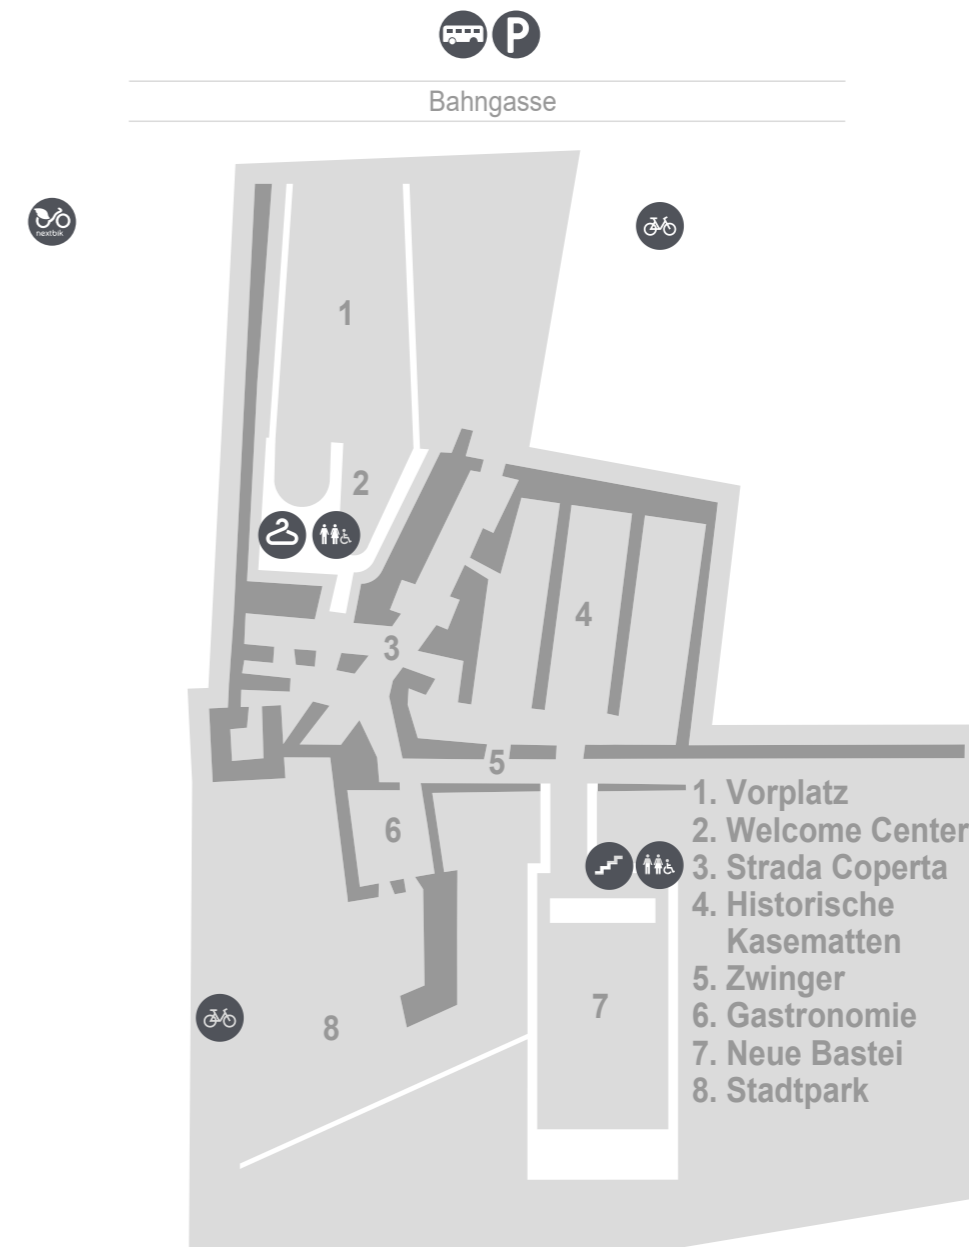 P
Bahngasse
nextbik
1
2
3
4
5
6
7
8
1. Vorplatz
2. Welcome Center
3. Strada Coperta
4. Historische
Kasematten
5. Zwinger
6. Gastronomie
7. Neue Bastei
8. Stadtpark